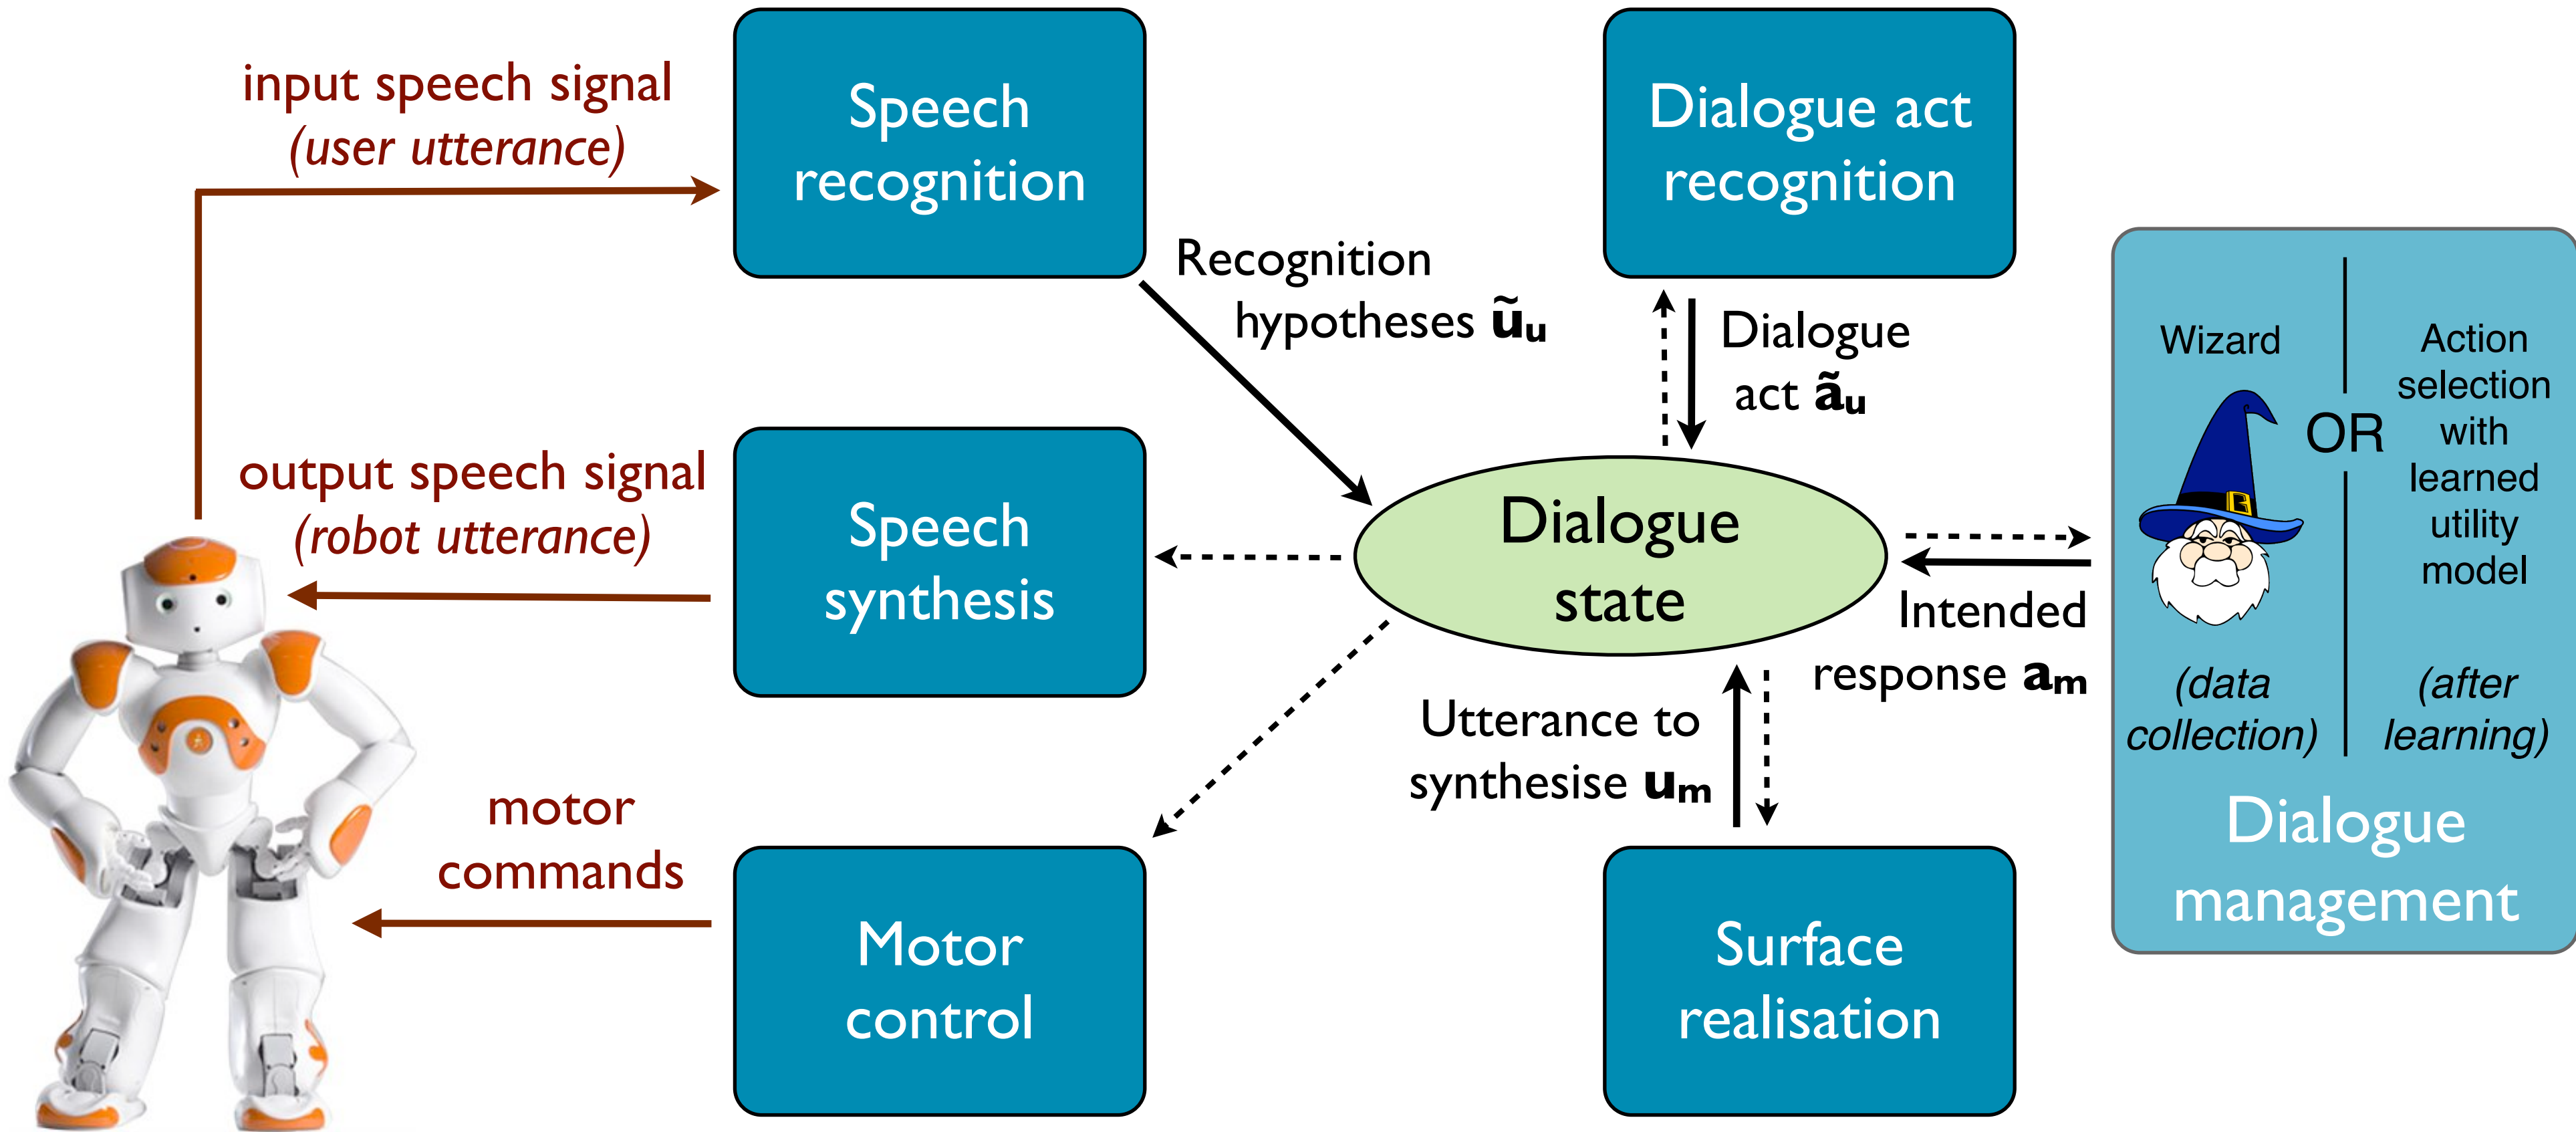 input speech signal
(user utterance)
Speech
recognition
Dialogue act
recognition
Recognition
hypotheses ũu
Dialogue
act ãu
output speech signal
(robot utterance)
Speech
synthesis
Dialogue
state
Intended
response am
Utterance to
synthesise um
motor
commands
Motor
control
Surface
realisation
Wizard
OR
Action
selection
with
learned
utility
model
(data
collection)
(after
learning)
Dialogue
management